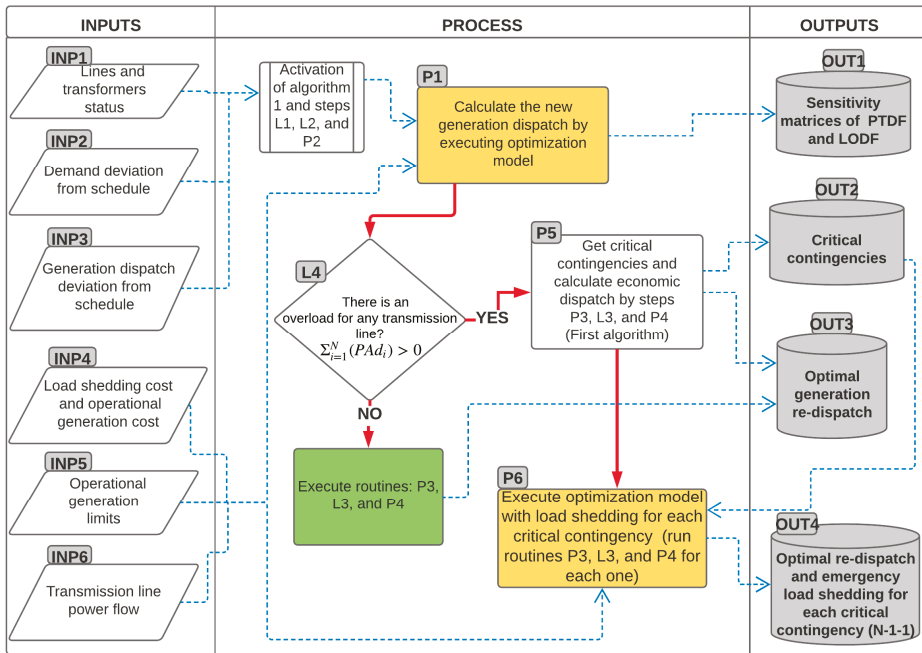 INPUTS
PROCESS
OUTPUTS
INP1
Lines and
transformers
status
INP2
Demand deviation
from schedule
INP3
Generation dispatch
deviation from
schedule
INP4
Load shedding cost
and operational
generation cost
INP5
Operational
generation
limits
INP6
Transmission line
power flow
Activation
of algorithm
1 and steps
L1, L2, and
P2
P1
Calculate the new
generation dispatch by
executing optimization
model
L4
There is an
overload for any transmission
line?
$\Sigma_{i=1}^{N}(PAd_i) > 0$
YES
NO
Execute routines: P3,
L3, and P4
P5
Get critical
contingencies and
calculate economic
dispatch by steps
P3, L3, and P4
(First algorithm)
P6
Execute optimization model
with load shedding for each
critical contingency (run
routines P3, L3, and P4 for
each one)
OUT1
Sensitivity
matrices of PTDF
and LODF
OUT2
Critical
contingencies
OUT3
Optimal
generation
re-dispatch
OUT4
Optimal re-dispatch
and emergency
load shedding for
each critical
contingency (N-1-1)